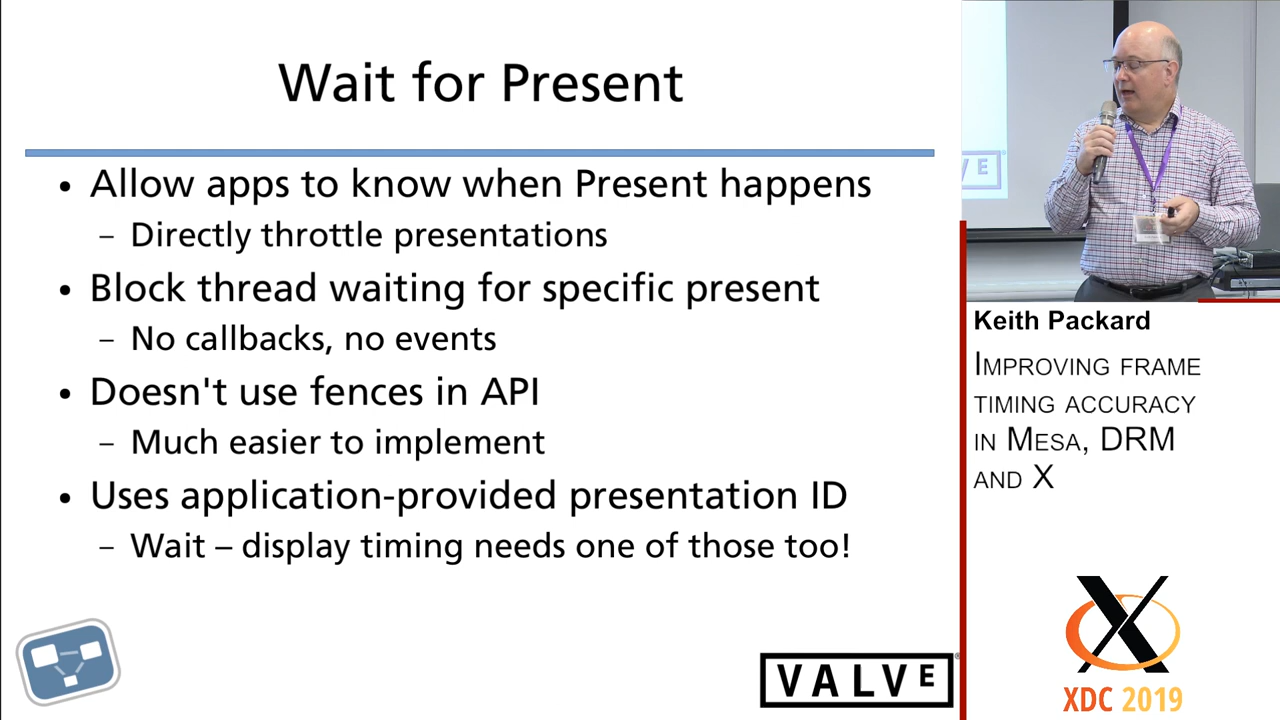 Wait for Present
• Allow apps to know when Present happens
– Directly throttle presentations
• Block thread waiting for specific present
– No callbacks, no events
• Doesn't use fences in API
– Much easier to implement
• Uses application-provided presentation ID
– Wait – display timing needs one of those too!
VALVE®
VE
Keith Packard
Improving frame
timing accuracy
in Mesa, DRM
and X
X
XDC 2019